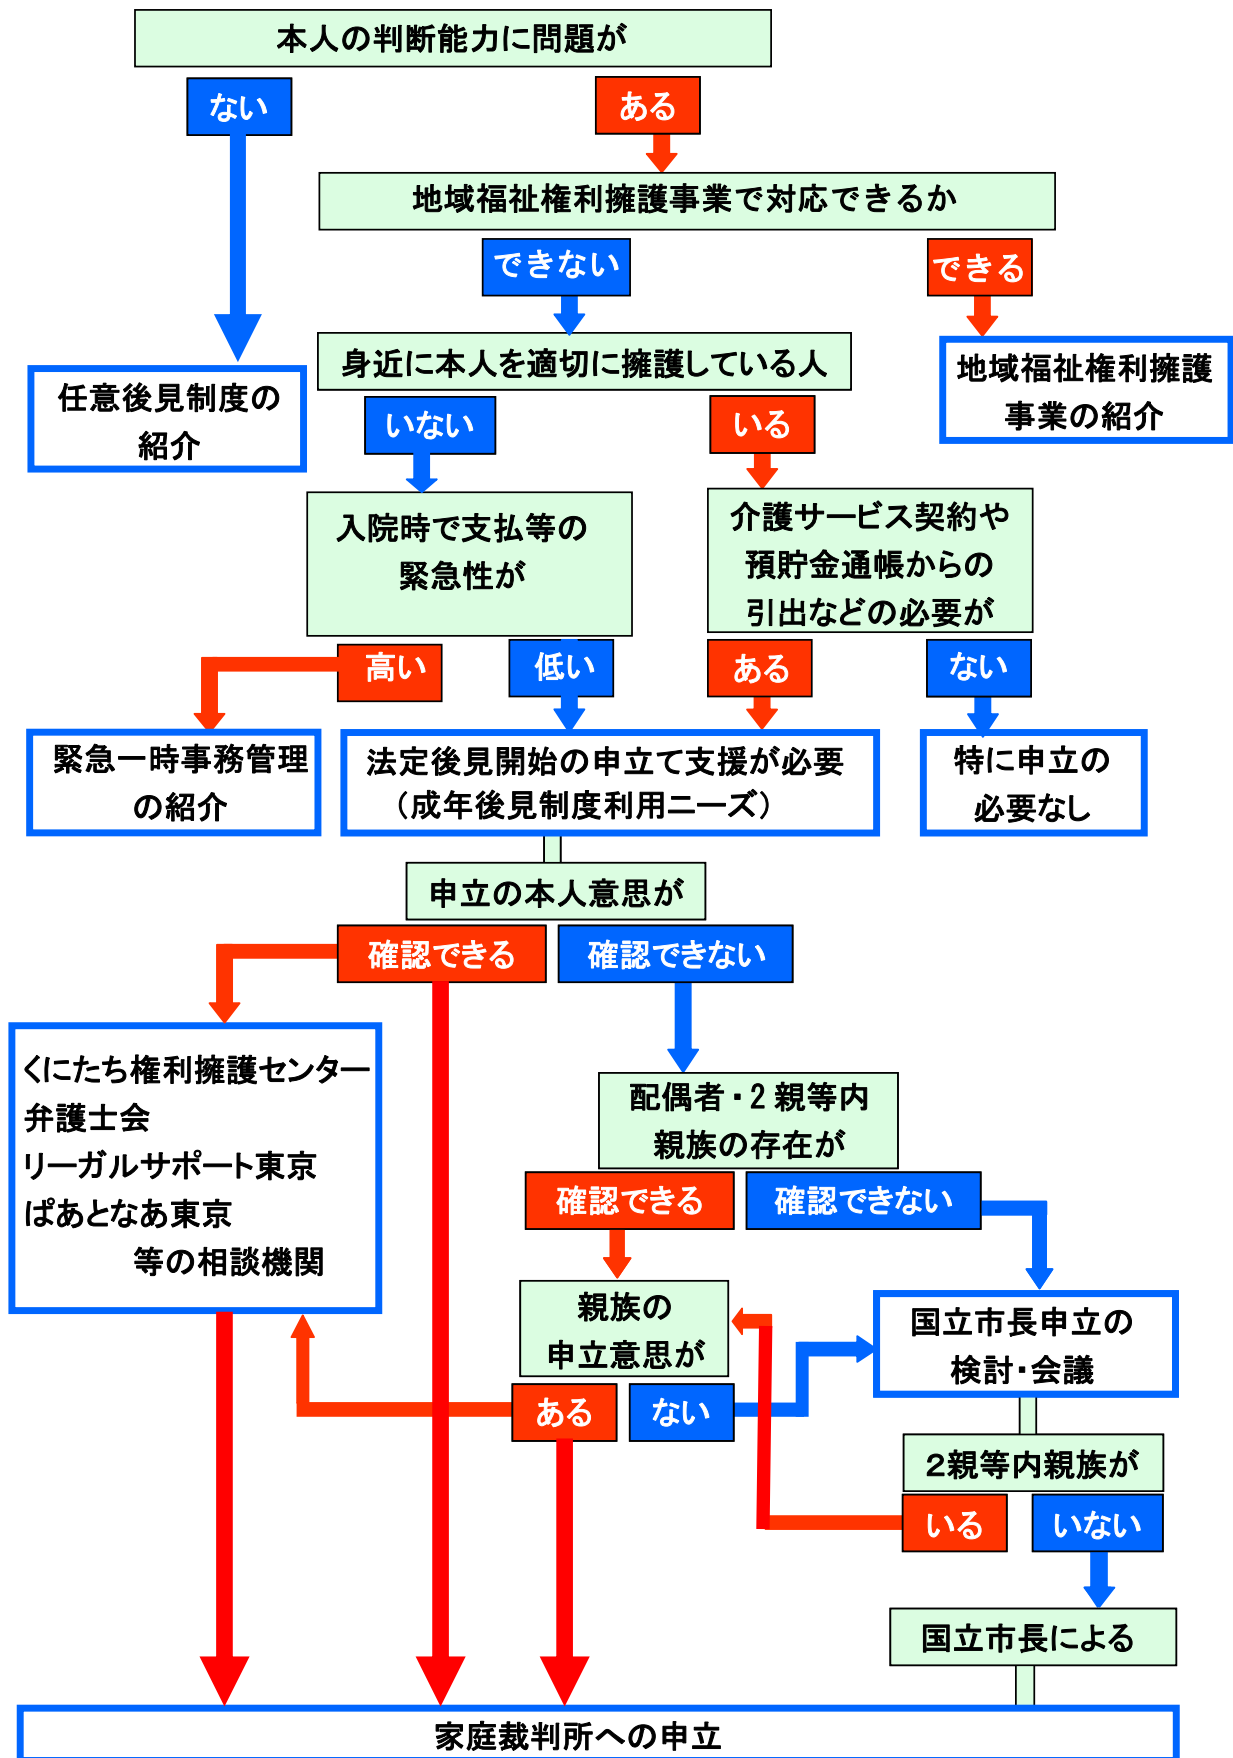 本人の判断能力に問題が
ない
ある
地域福祉権利擁護事業で対応できるか
できない
できる
身近に本人を適切に擁護している人
地域福祉権利擁護
事業の紹介
任意後見制度の
紹介
いない
いる
入院時で支払等の
緊急性が
介護サービス契約や
預貯金通帳からの
引出などの必要が
高い
低い
ある
ない
緊急一時事務管理
の紹介
法定後見開始の申立て支援が必要
（成年後見制度利用ニーズ）
特に申立の
必要なし
申立の本人意思が
確認できる
確認できない
くにたち権利擁護センター
弁護士会
リーガルサポート東京
ぱあとなあ東京
等の相談機関
配偶者・2親等内
親族の存在が
確認できる
確認できない
親族の
申立意思が
国立市長申立の
検討・会議
ある
ない
２親等内親族が
いる
いない
国立市長による
家庭裁判所への申立